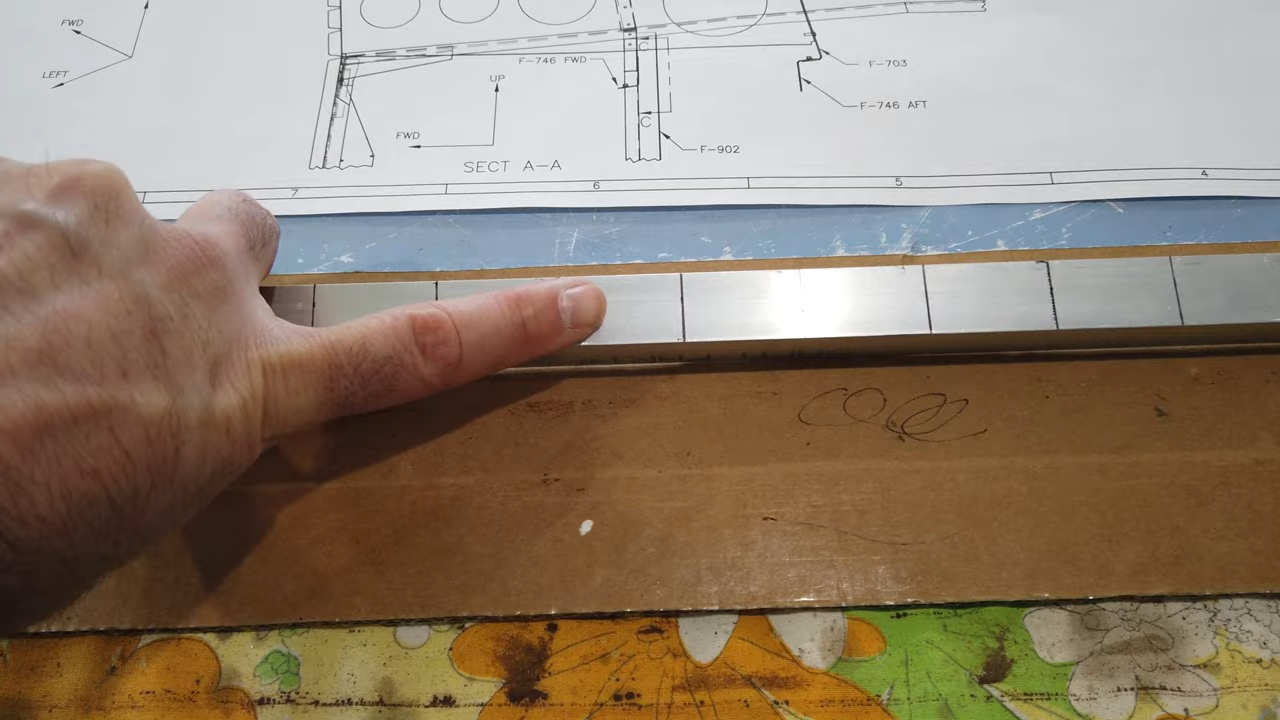 FWD
LEFT
F-746 FWD
C
F-703
UP
F-746 AFT
C
FWD
F-902
SECT A-A
7
6
5
4